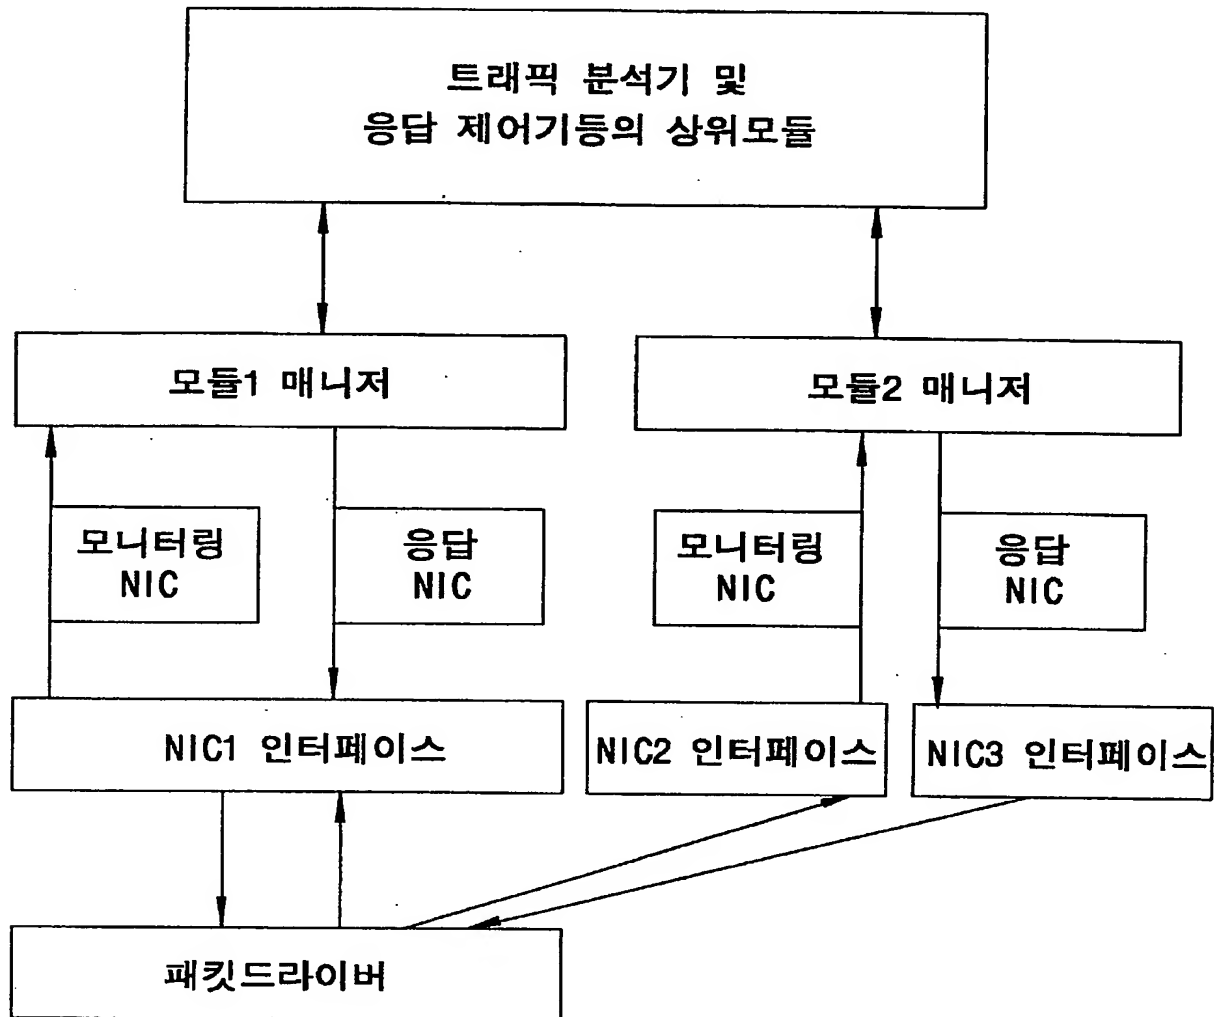 트래픽 분석기 및
응답 제어기등의 상위모듈
모듈1 매니저
모듈2 매니저
모니터링
NIC
응답
NIC
모니터링
NIC
응답
NIC
NIC1 인터페이스
NIC2 인터페이스
NIC3 인터페이스
패킷드라이버